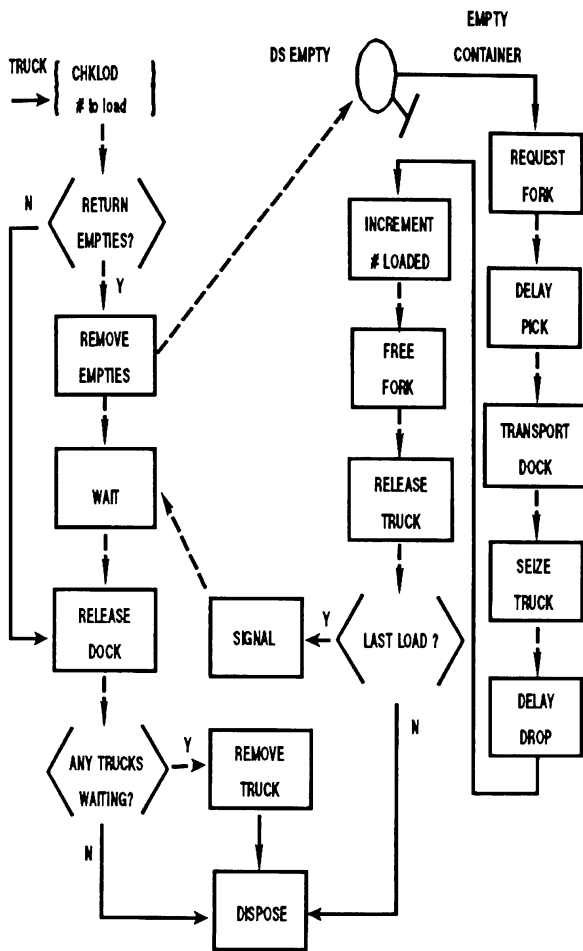 TRUCK
CHKLOD
# to load
N
RETURN
EMPTIES?
Y
REMOVE
EMPTIES
WAIT
RELEASE
DOCK
ANY TRUCKS
WAITING?
Y
N
REMOVE
TRUCK
DISPOSE
DS EMPTY
EMPTY
CONTAINER
REQUEST
FORK
DELAY
PICK
TRANSPORT
DOCK
SEIZE
TRUCK
DELAY
DROP
INCREMENT
# LOADED
FREE
FORK
RELEASE
TRUCK
LAST LOAD ?
Y
N
SIGNAL